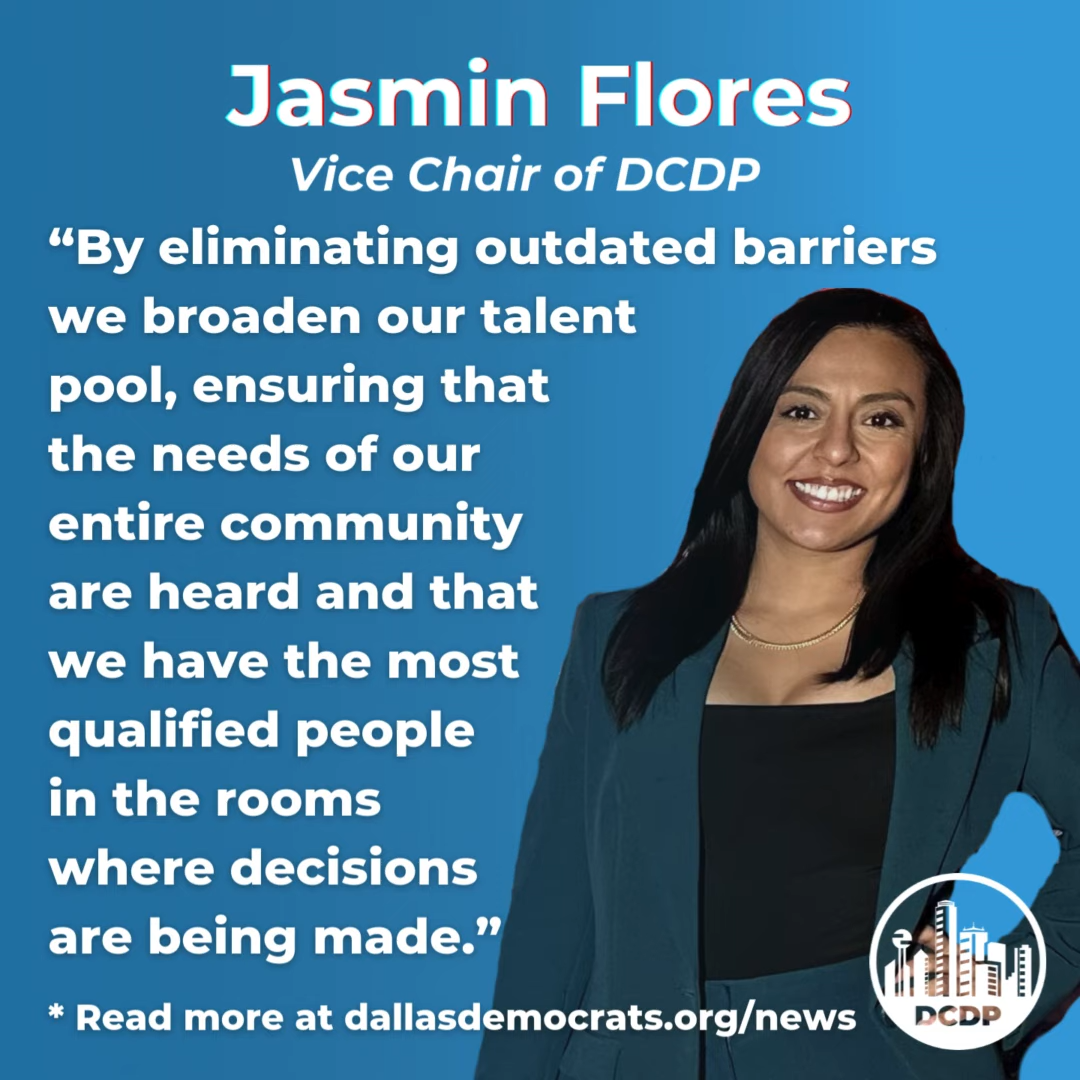 Jasmin Flores
Vice Chair of DCDP
“By eliminating outdated barriers
we broaden our talent
pool, ensuring that
the needs of our
entire community
are heard and that
we have the most
qualified people
in the rooms
where decisions
are being made.”
* Read more at dallasdemocrats.org/news
DCDP